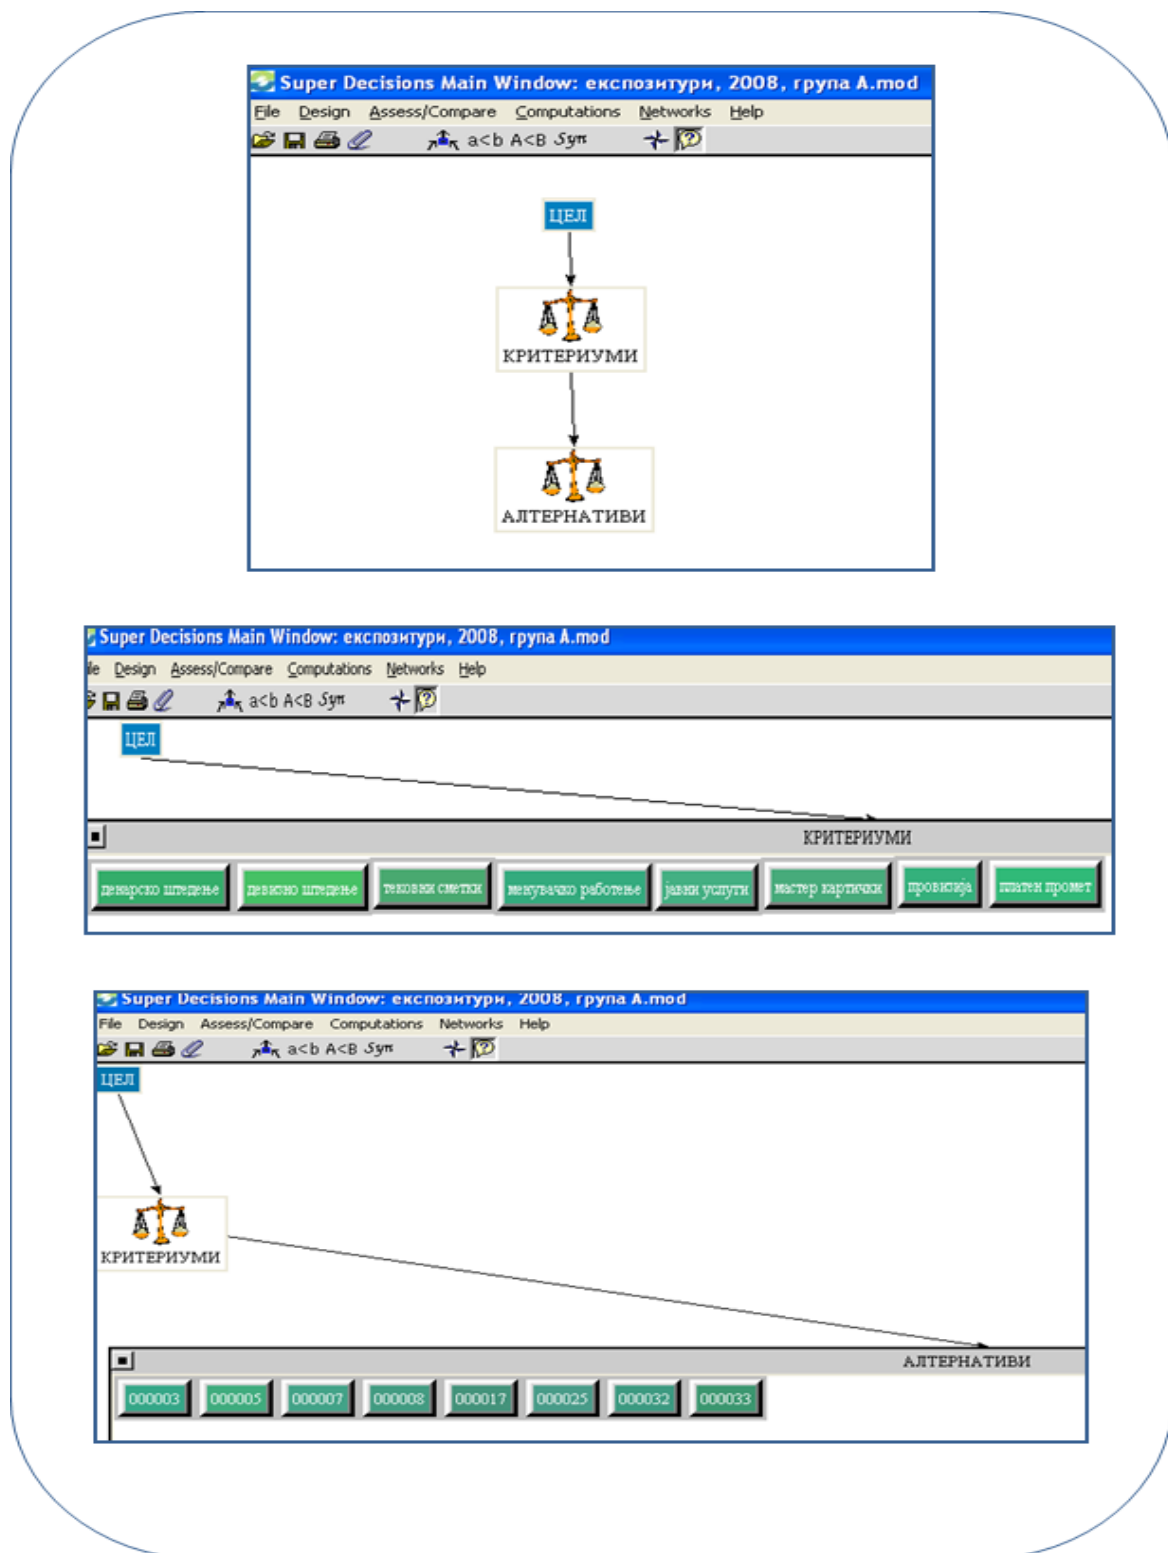 Super Decisions Main Window: експозитури, 2008, група A.mod
File Design Assess/Compare Computations Networks Help
a<b A<B Syn
ЦЕЛ
КРИТЕРИУМИ
АЛТЕРНАТИВИ
Super Decisions Main Window: експозитури, 2008, група A.mod
ile Design Assess/Compare Computations Networks Help
a<b A<B Syn
ЦЕЛ
КРИТЕРИУМИ
денарско штедење девизно штедење тековни сметки менувачко работење јавни услуги мастер картички провизија платен промет
Super Decisions Main Window: експозитури, 2008, група A.mod
File Design Assess/Compare Computations Networks Help
a<b A<B Syn
ЦЕЛ
КРИТЕРИУМИ
АЛТЕРНАТИВИ
000003 000005 000007 000008 000017 000025 000032 000033